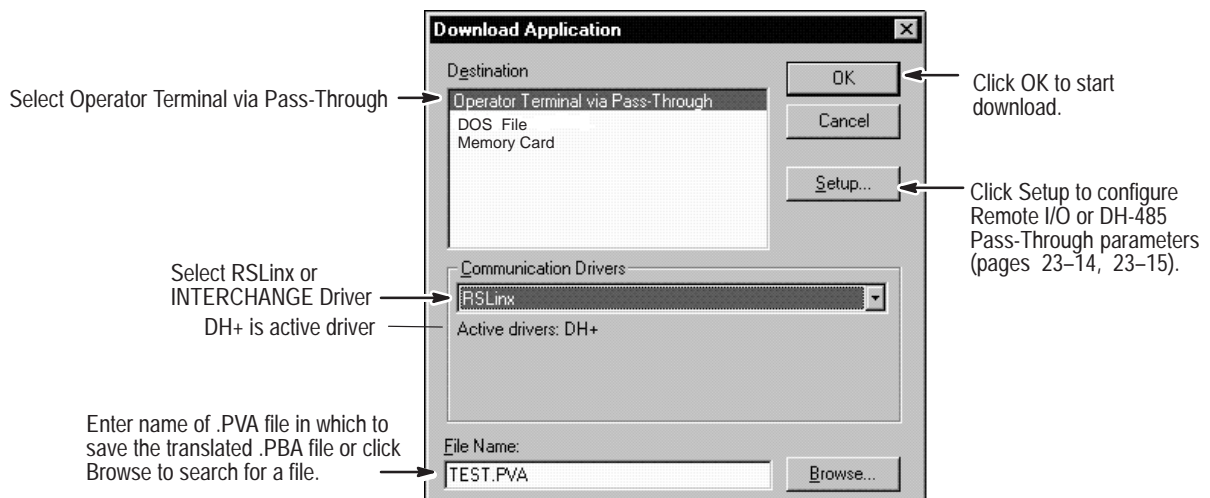 Download Application
Destination
Select Operator Terminal via Pass-Through
Operator Terminal via Pass-Through
DOS File
Memory Card
OK
Click OK to start
download.
Cancel
Setup...
Click Setup to configure
Remote I/O or DH-485
Pass-Through parameters
(pages 23–14, 23–15).
Communication Drivers
Select RSLinx or
INTERCHANGE Driver
RSLinx
DH+ is active driver
Active drivers: DH+
Enter name of .PVA file in which to
save the translated .PBA file or click
Browse to search for a file.
File Name:
TEST.PVA
Browse...